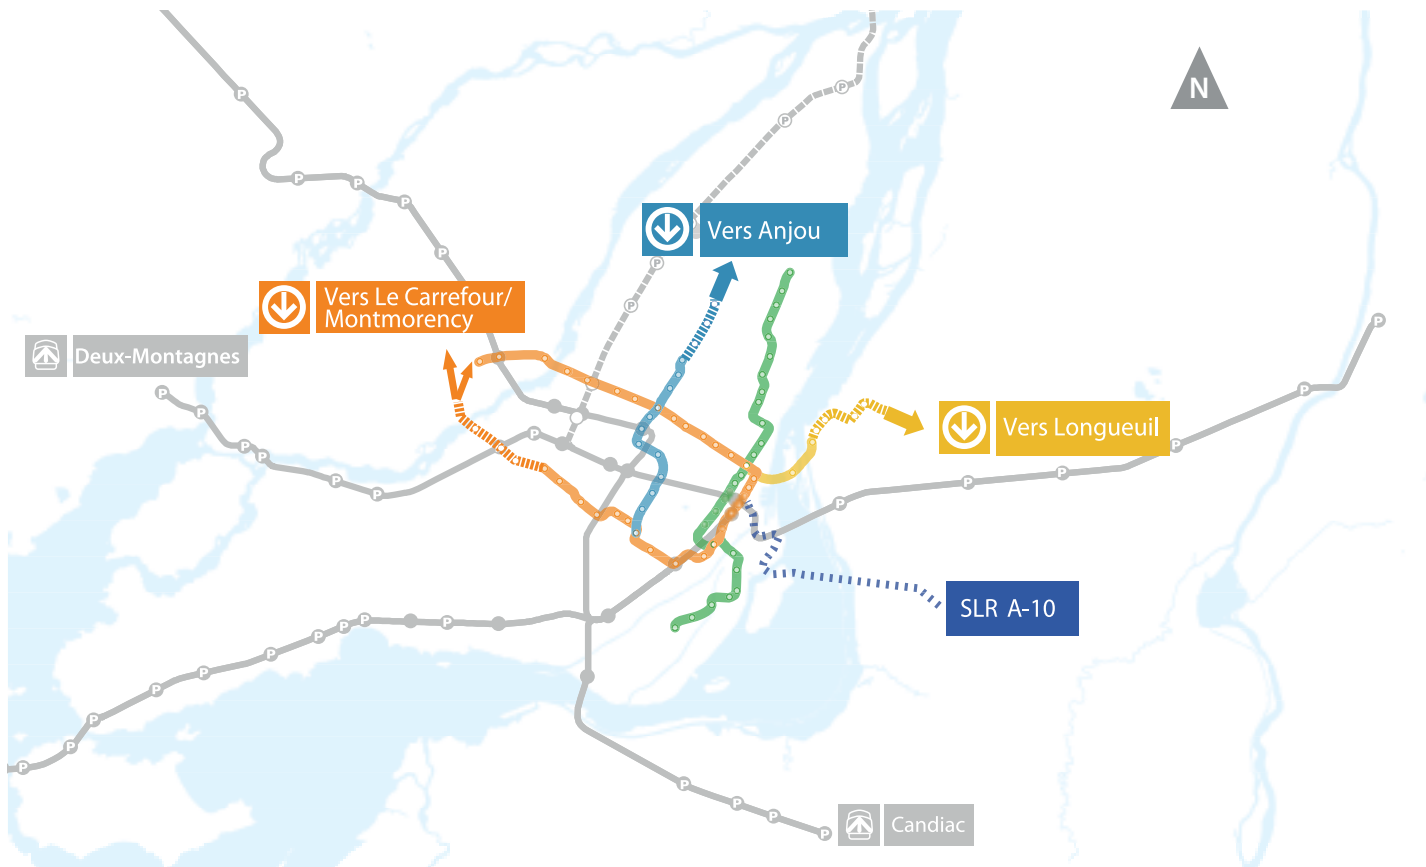 N
Vers Anjou
Vers Le Carrefour/
Montmorency
Deux-Montagnes
Vers Longueuil
SLR A-10
Candiac